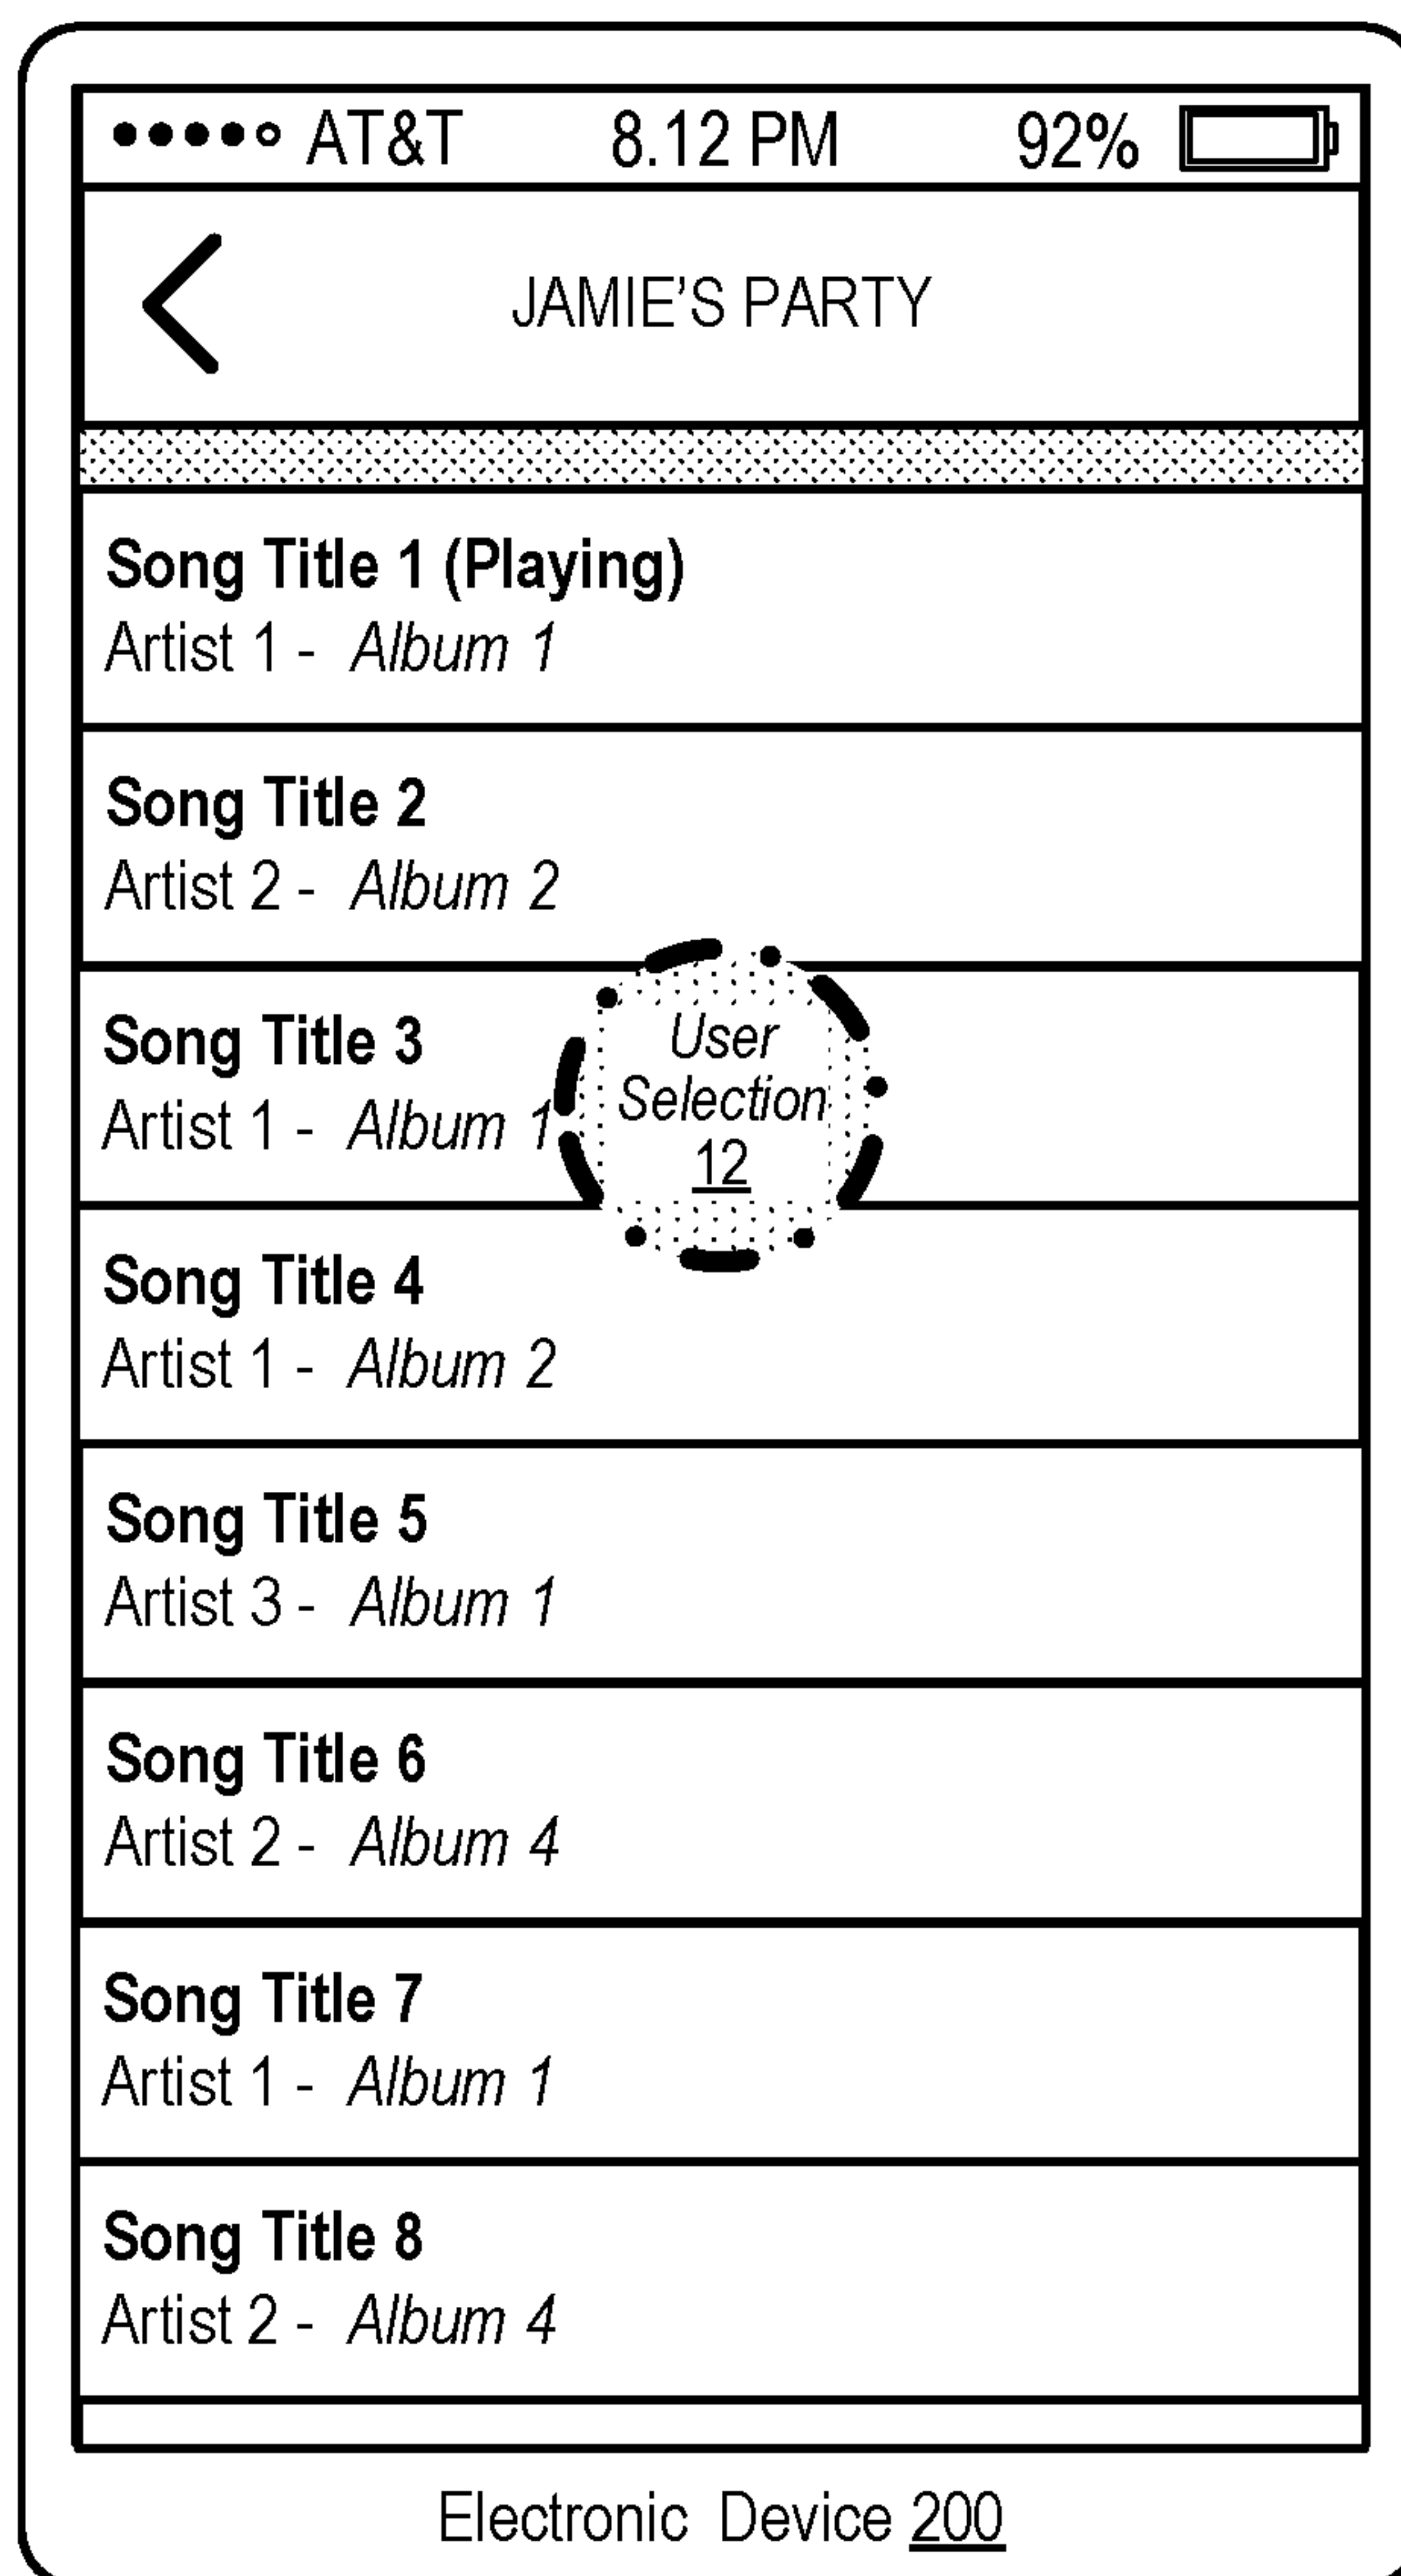 AT&T 8.12 PM 92%
JAMIE'S PARTY
Song Title 1 (Playing)
Artist 1 - Album 1
Song Title 2
Artist 2 - Album 2
Song Title 3
Artist 1 - Album 1
User
Selection
12
Song Title 4
Artist 1 - Album 2
Song Title 5
Artist 3 - Album 1
Song Title 6
Artist 2 - Album 4
Song Title 7
Artist 1 - Album 1
Song Title 8
Artist 2 - Album 4
Electronic Device 200